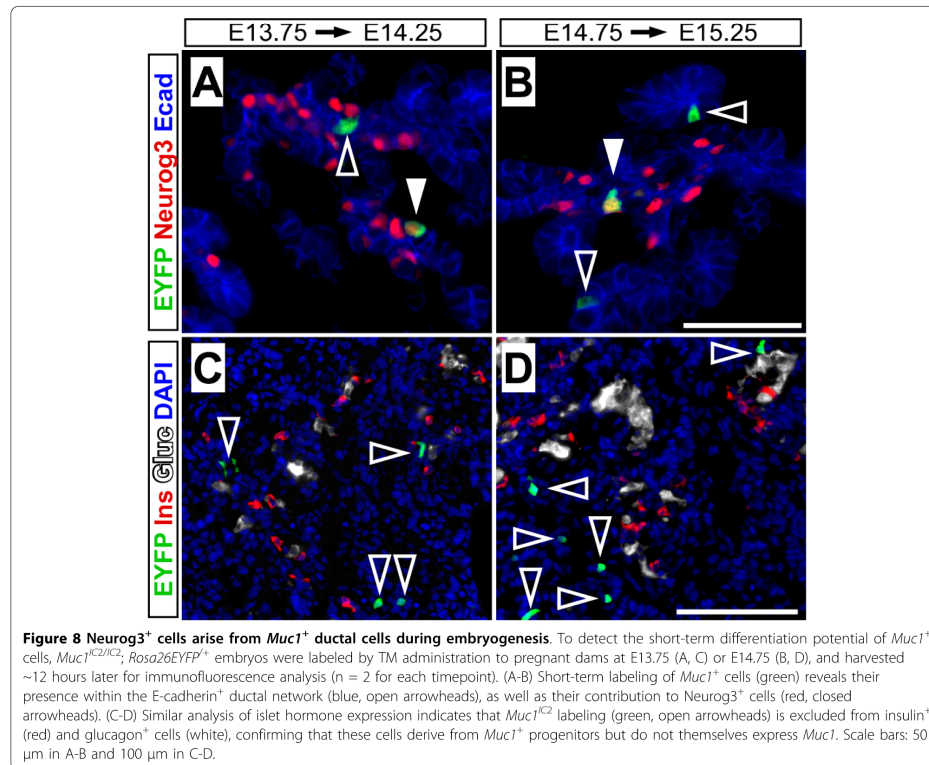 E13.75 → E14.25
E14.75 → E15.25
EYFP Neurog3 Ecad
A
B
EYFP Ins Gluc DAPI
C
D
Figure 8 Neurog3⁺ cells arise from Muc1⁺ ductal cells during embryogenesis. To detect the short-term differentiation potential of Muc1⁺
cells, Muc1^IC2/IC2; Rosa26EYFP/+ embryos were labeled by TM administration to pregnant dams at E13.75 (A, C) or E14.75 (B, D), and harvested
~12 hours later for immunofluorescence analysis (n = 2 for each timepoint). (A-B) Short-term labeling of Muc1⁺ cells (green) reveals their
presence within the E-cadherin⁺ ductal network (blue, open arrowheads), as well as their contribution to Neurog3⁺ cells (red, closed
arrowheads). (C-D) Similar analysis of islet hormone expression indicates that Muc1^IC2 labeling (green, open arrowheads) is excluded from insulin⁺
(red) and glucagon⁺ cells (white), confirming that these cells derive from Muc1⁺ progenitors but do not themselves express Muc1. Scale bars: 50
μm in A-B and 100 μm in C-D.